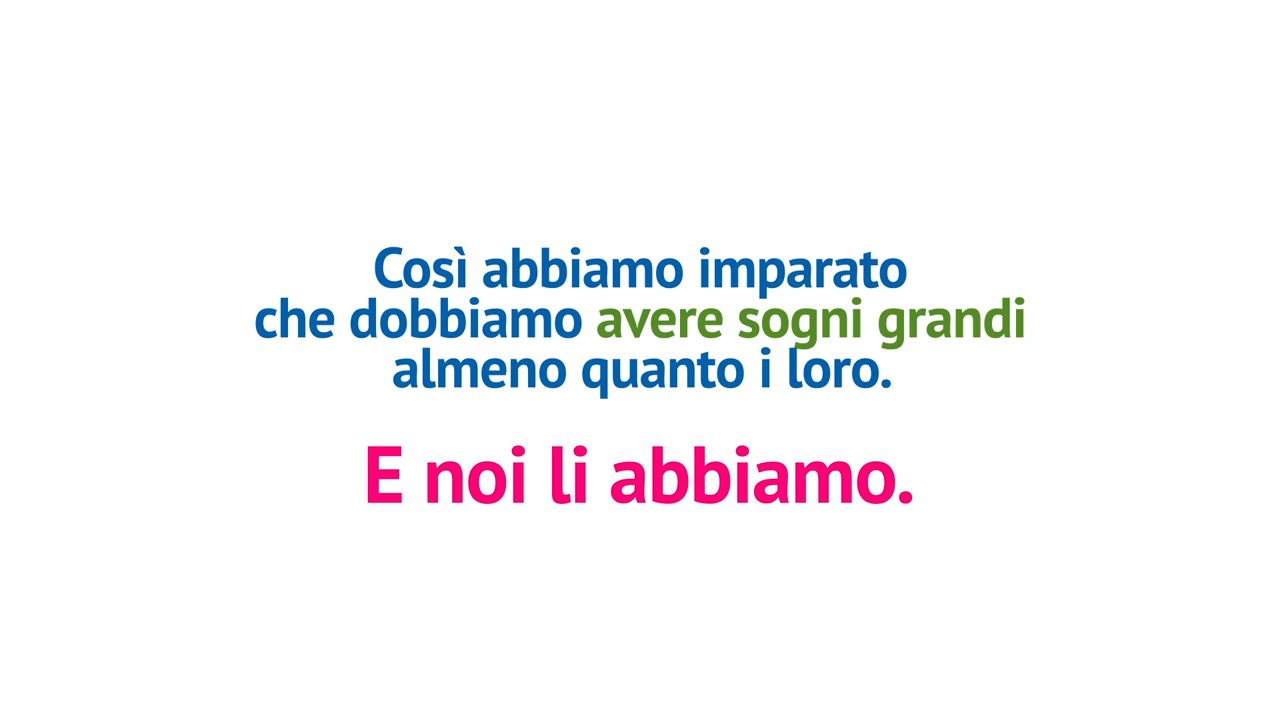 Così abbiamo imparato
che dobbiamo avere sogni grandi
almeno quanto i loro.
E noi li abbiamo.